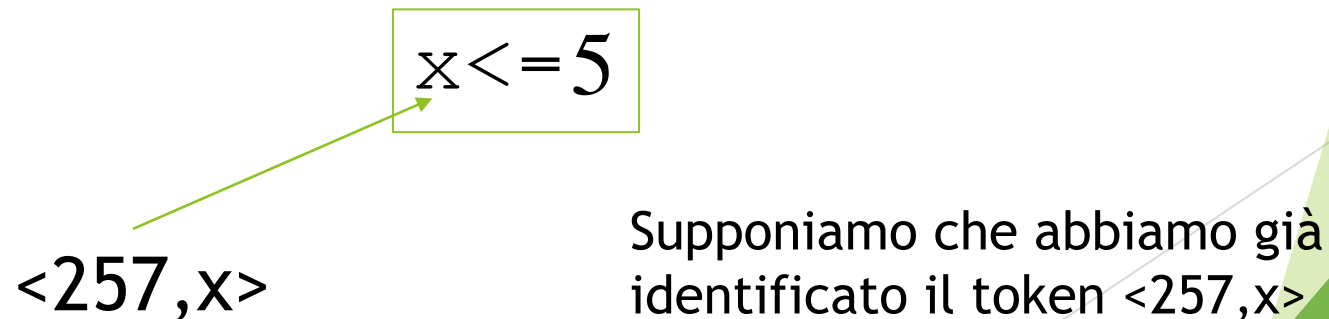 x<=5
<257,x>
Supponiamo che abbiamo già
identificato il token <257,x>